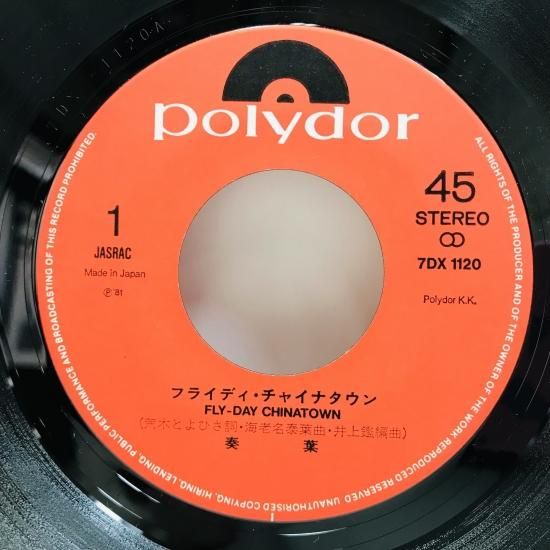 polydor
1
JASRAC
Made in Japan
Ⓟ'81
45
STEREO
7DX 1120
Polydor K.K.
フライディ・チャイナタウン
FLY-DAY CHINATOWN
(荒木とよひさ詞・海老名泰葉曲・井上鑑編曲)
奏葉
ALL RIGHTS OF THE PRODUCER AND OF THE OWNER OF THE WORK REPRODUCED RESERVED UNAUTHORISED COPYING, HIRING, LENDING, PUBLIC PERFORMANCE AND BROADCASTING OF THIS RECORD PROHIBITED.